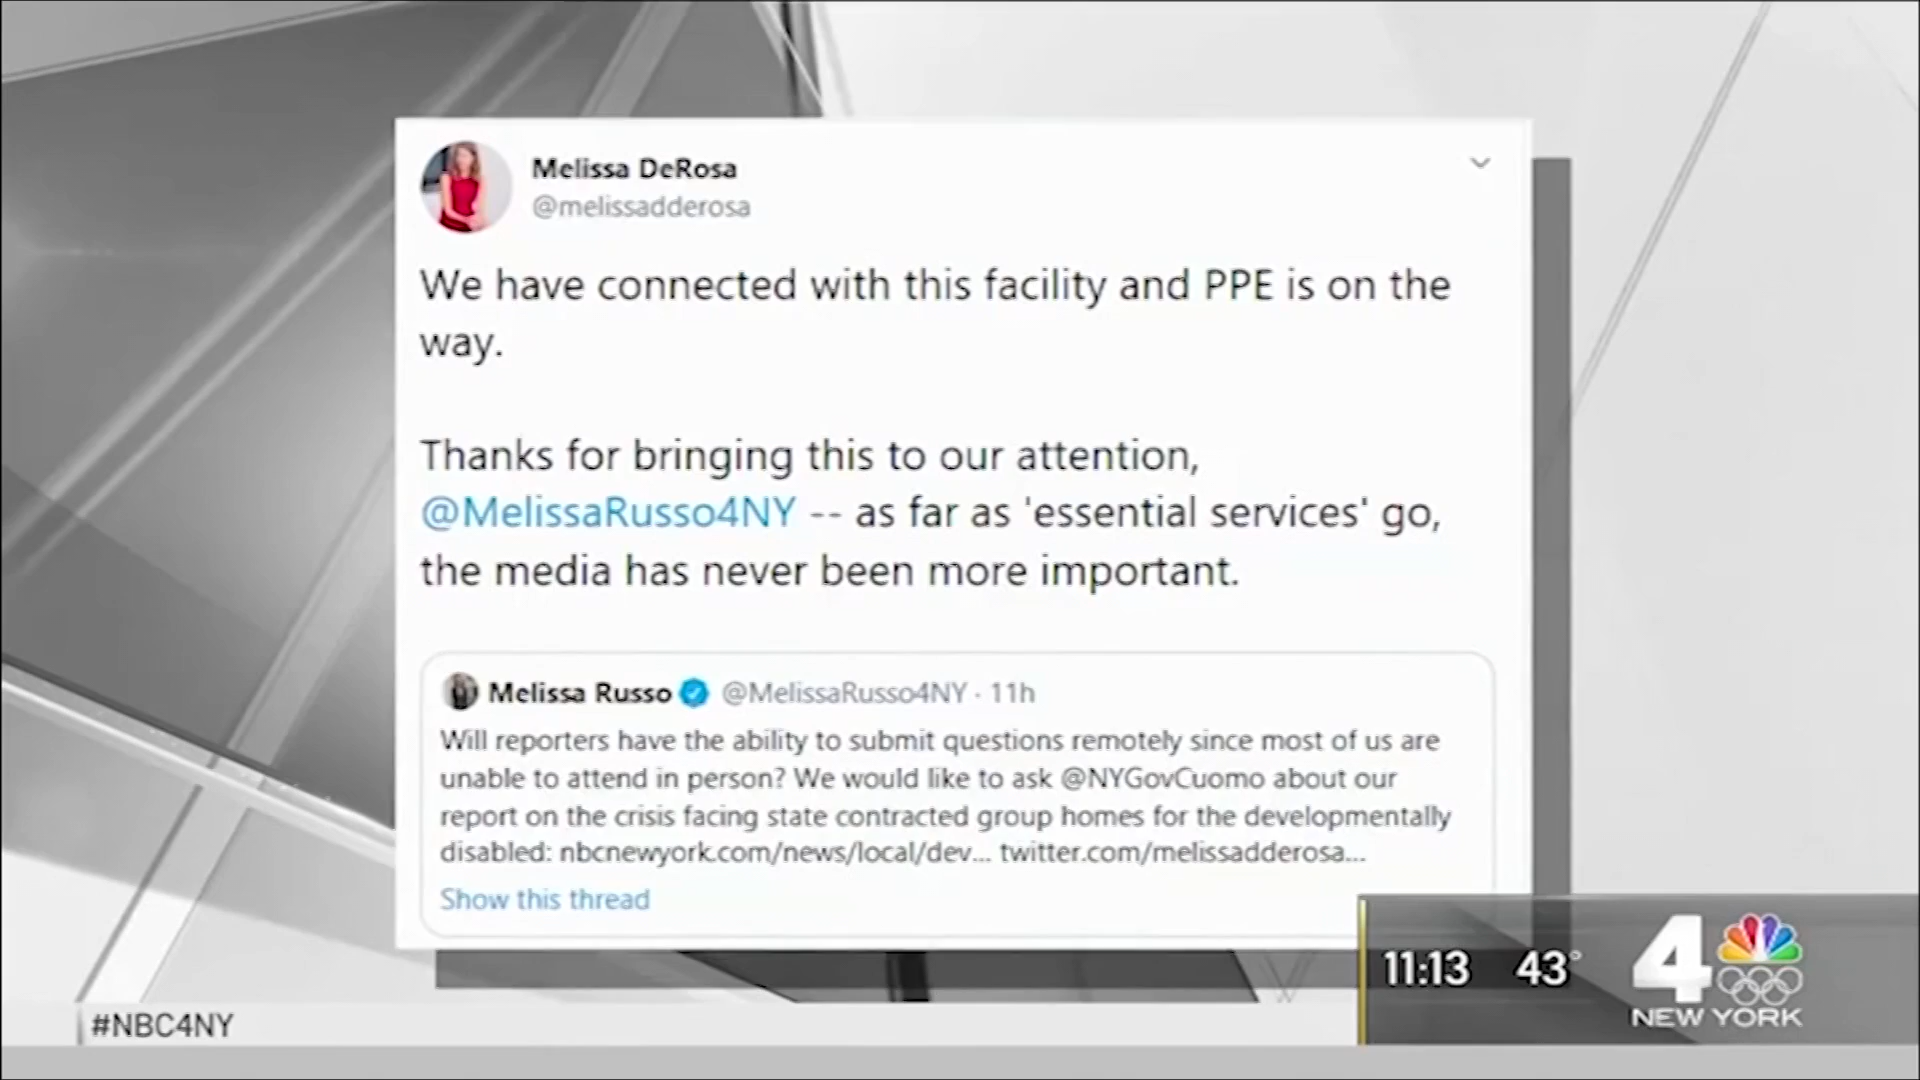 Melissa DeRosa
@melissadderosa
We have connected with this facility and PPE is on the
way.
Thanks for bringing this to our attention,
@MelissaRusso4NY -- as far as 'essential services' go,
the media has never been more important.
Melissa Russo @MelissaRusso4NY · 11h
Will reporters have the ability to submit questions remotely since most of us are
unable to attend in person? We would like to ask @NYGovCuomo about our
report on the crisis facing state contracted group homes for the developmentally
disabled: nbcnewyork.com/news/local/dev... twitter.com/melissadderosa...
Show this thread
11:13 43°
4
NEW YORK
#NBC4NY